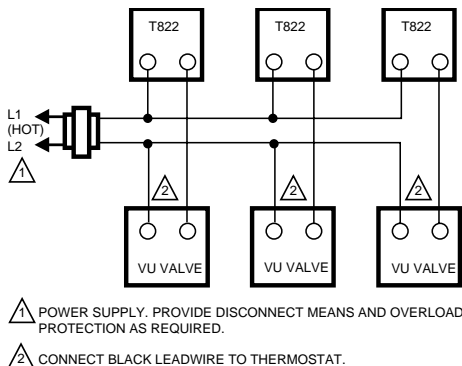 T822 T822 T822
L1
(HOT)
L2
1
2 2 2
VU VALVE VU VALVE VU VALVE
1 POWER SUPPLY. PROVIDE DISCONNECT MEANS AND OVERLOAD
PROTECTION AS REQUIRED.
2 CONNECT BLACK LEADWIRE TO THERMOSTAT.